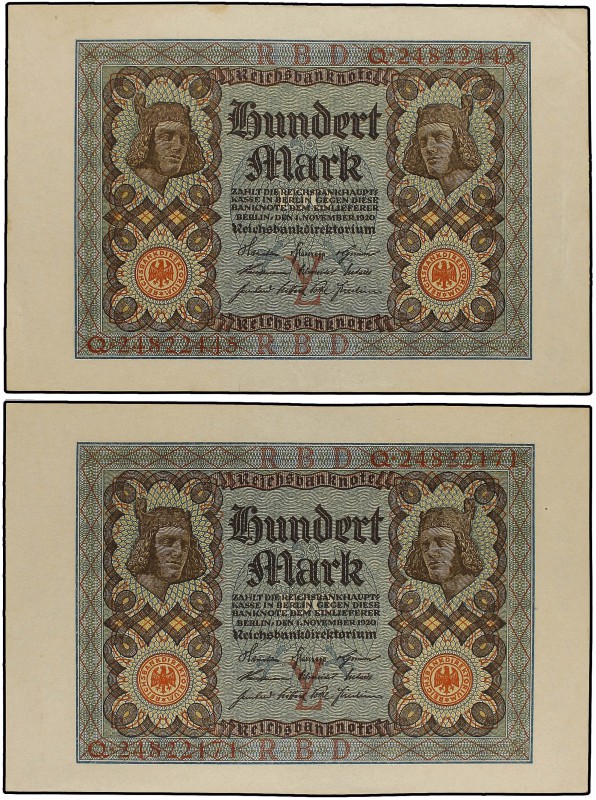 R B D Q·24822445
Reichsbanknote
Hundert
Mark
ZAHLT DIE REICHSBANKHAUPT=
KASSE IN BERLIN GEGEN DIESE
BANKNOTE DEM EINLIEFERER
BERLIN, DEN 1. NOVEMBER 1920
Reichsbankdirektorium
Z
Reichsbanknote
Q·24822445 R B D
R B D Q·24822171
Reichsbanknote
Hundert
Mark
ZAHLT DIE REICHSBANKHAUPT=
KASSE IN BERLIN GEGEN DIESE
BANKNOTE DEM EINLIEFERER
BERLIN, DEN 1. NOVEMBER 1920
Reichsbankdirektorium
Z
Reichsbanknote
Q·24822171 R B D